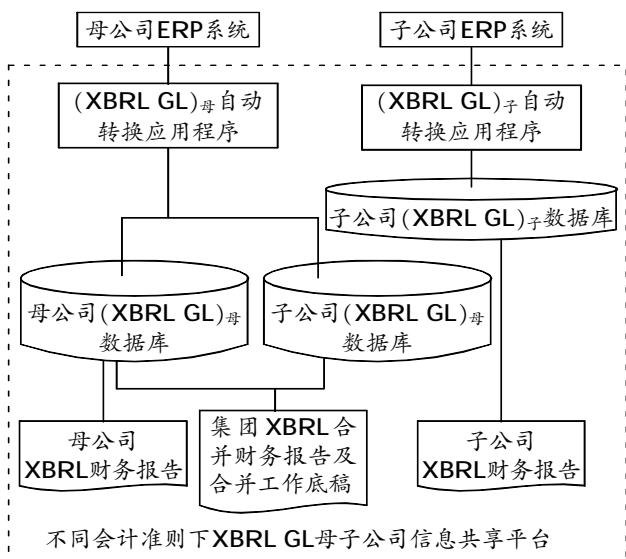 母公司ERP系统
子公司ERP系统
(XBRL GL)母自动
转换应用程序
(XBRL GL)子自动
转换应用程序
子公司(XBRL GL)子数据库
母公司(XBRL GL)母
数据库
子公司(XBRL GL)母
数据库
母公司
XBRL财务报告
集团XBRL合
并财务报告及
合并工作底稿
子公司
XBRL财务报告
不同会计准则下XBRL GL母子公司信息共享平台